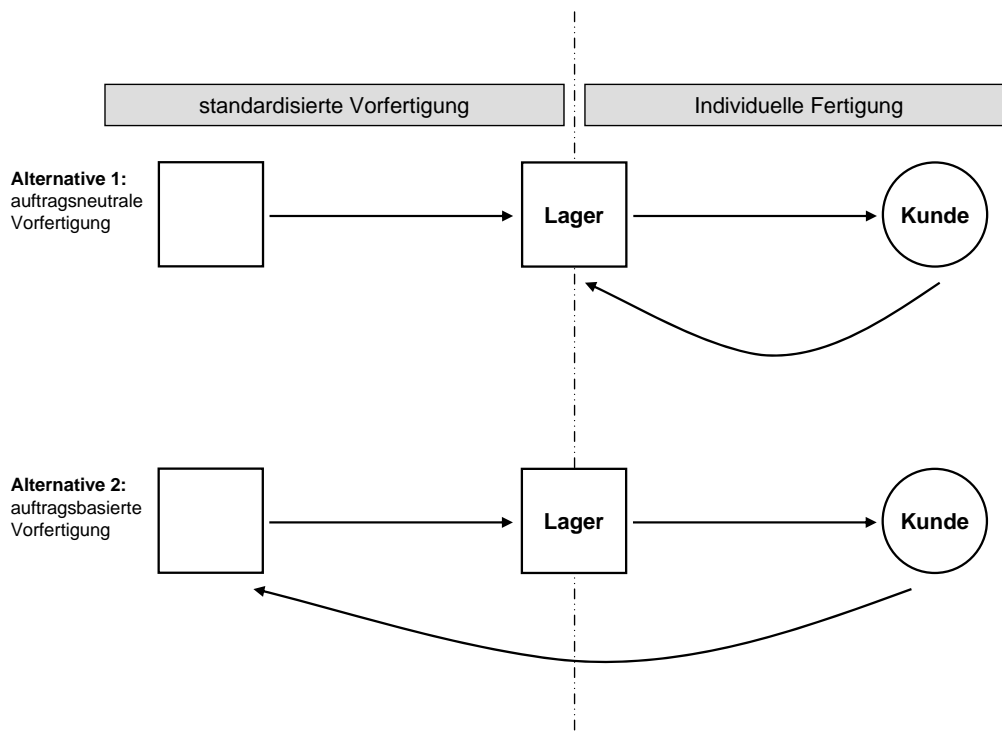 standardisierte Vorfertigung
Individuelle Fertigung
Alternative 1:
auftragsneutrale
Vorfertigung
Lager
Kunde
Alternative 2:
auftragsbasierte
Vorfertigung
Lager
Kunde